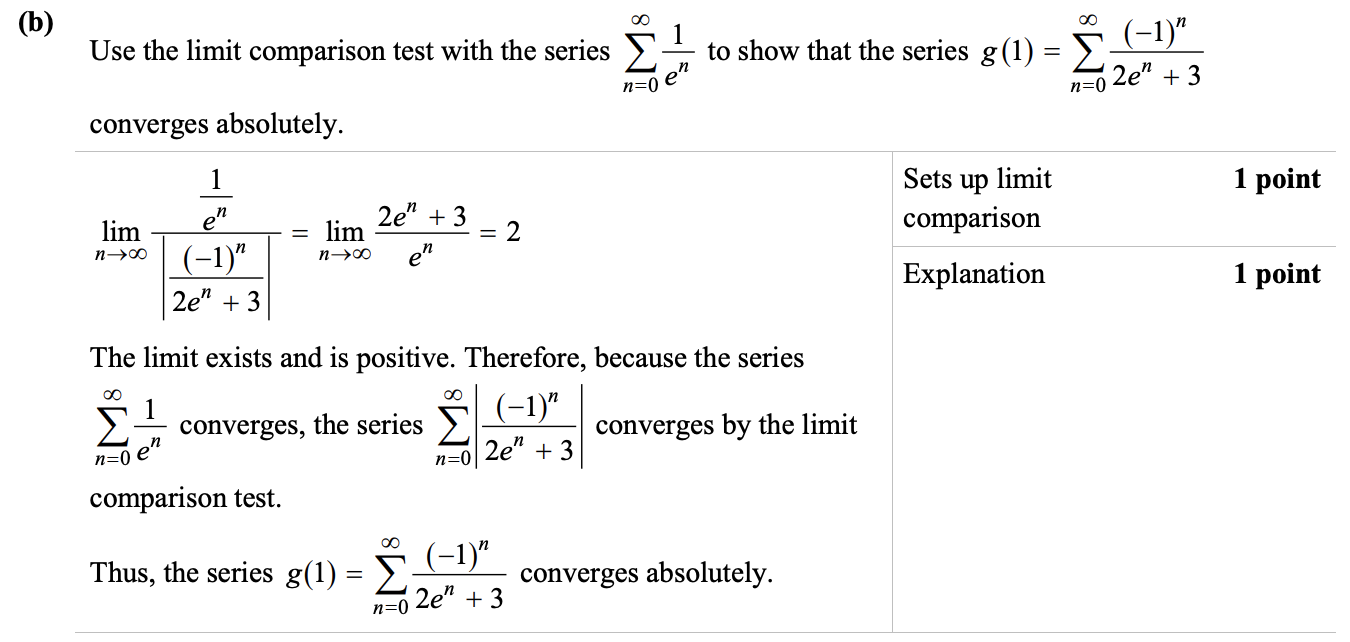 (b)
Use the limit comparison test with the series $\sum_{n=0}^{\infty} \frac{1}{e^n}$ to show that the series $g(1) = \sum_{n=0}^{\infty} \frac{(-1)^n}{2e^n + 3}$
converges absolutely.
$\lim_{n \to \infty} \frac{\frac{1}{e^n}}{\left| \frac{(-1)^n}{2e^n + 3} \right|} = \lim_{n \to \infty} \frac{2e^n + 3}{e^n} = 2$
The limit exists and is positive. Therefore, because the series
$\sum_{n=0}^{\infty} \frac{1}{e^n}$ converges, the series $\sum_{n=0}^{\infty} \left| \frac{(-1)^n}{2e^n + 3} \right|$ converges by the limit
comparison test.
Thus, the series $g(1) = \sum_{n=0}^{\infty} \frac{(-1)^n}{2e^n + 3}$ converges absolutely.
Sets up limit 1 point
comparison
Explanation 1 point